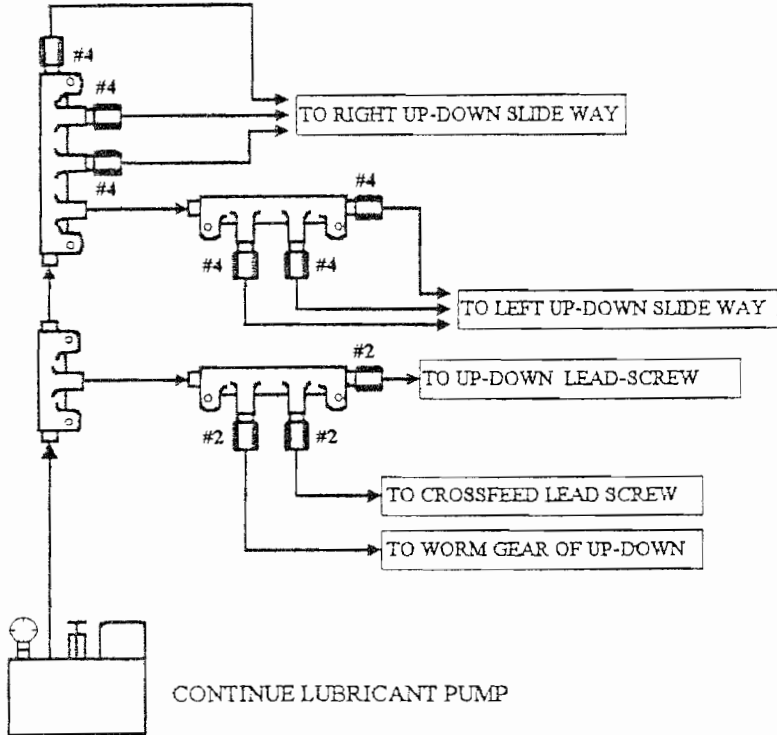 #4
#4
TO RIGHT UP-DOWN SLIDE WAY
#4
#4
#4
#4
TO LEFT UP-DOWN SLIDE WAY
#2
TO UP-DOWN LEAD-SCREW
#2
#2
TO CROSSFEED LEAD SCREW
TO WORM GEAR OF UP-DOWN
CONTINUE LUBRICANT PUMP